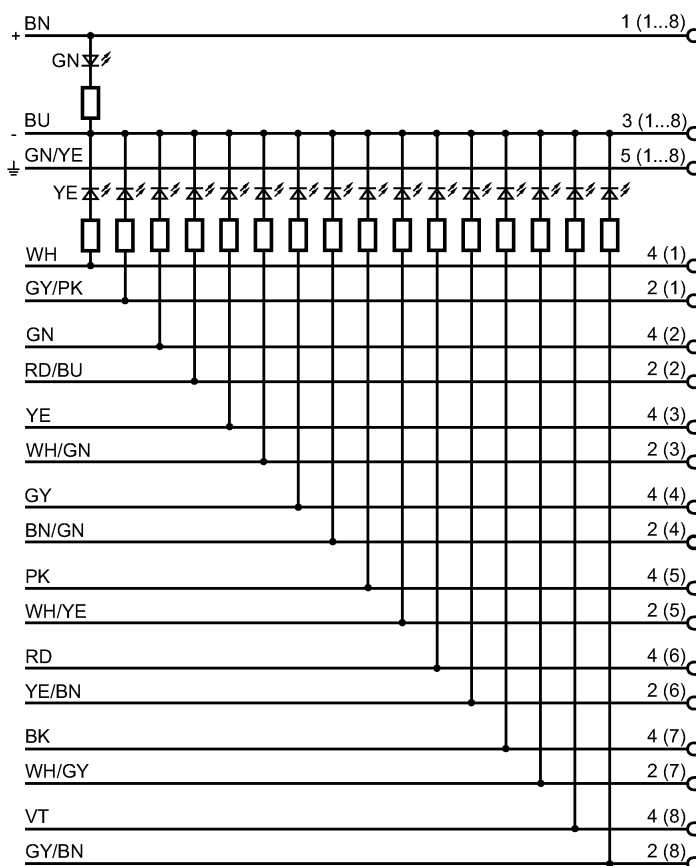 BN 1 (1...8)
+
GN
BU 3 (1...8)
-
GN/YE 5 (1...8)
YE
WH 4 (1)
GY/PK 2 (1)
GN 4 (2)
RD/BU 2 (2)
YE 4 (3)
WH/GN 2 (3)
GY 4 (4)
BN/GN 2 (4)
PK 4 (5)
WH/YE 2 (5)
RD 4 (6)
YE/BN 2 (6)
BK 4 (7)
WH/GY 2 (7)
VT 4 (8)
GY/BN 2 (8)